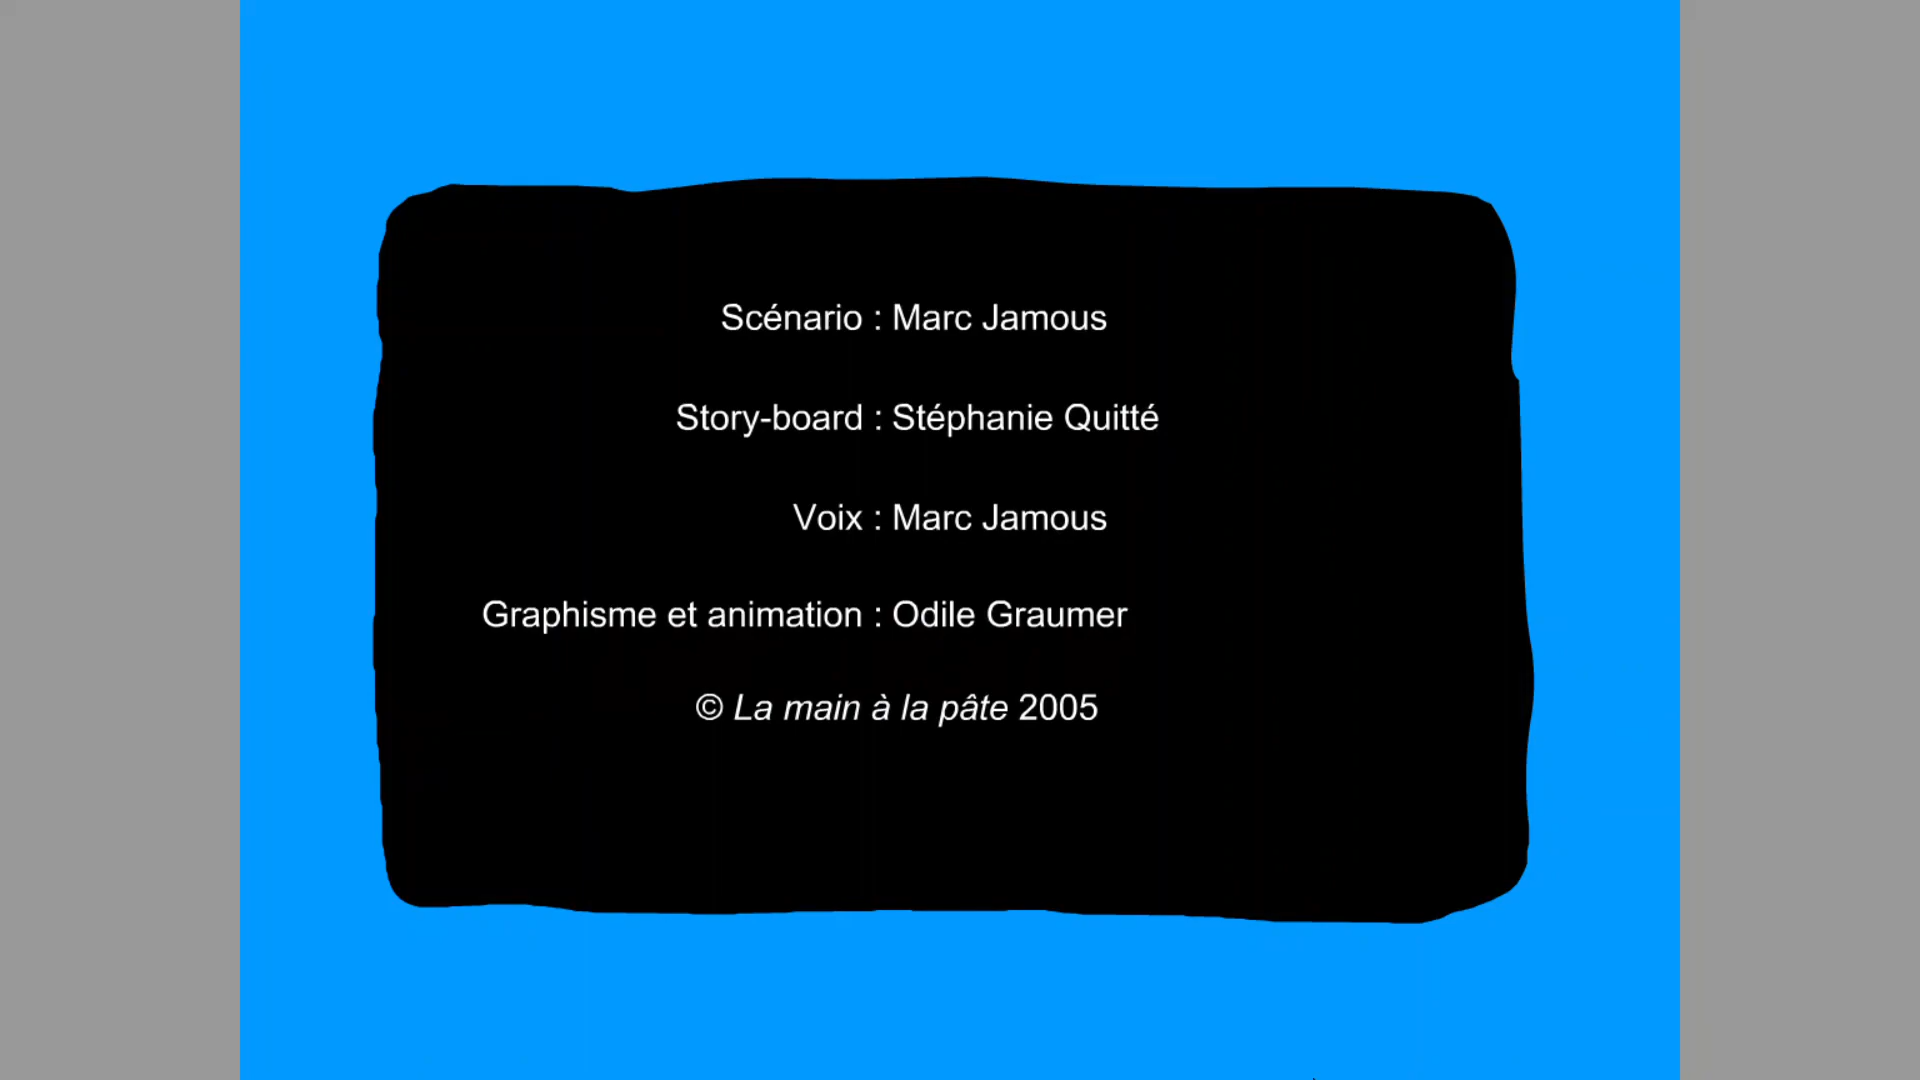 Scénario : Marc Jamous
Story-board : Stéphanie Quitté
Voix : Marc Jamous
Graphisme et animation : Odile Graumer
© La main à la pâte 2005